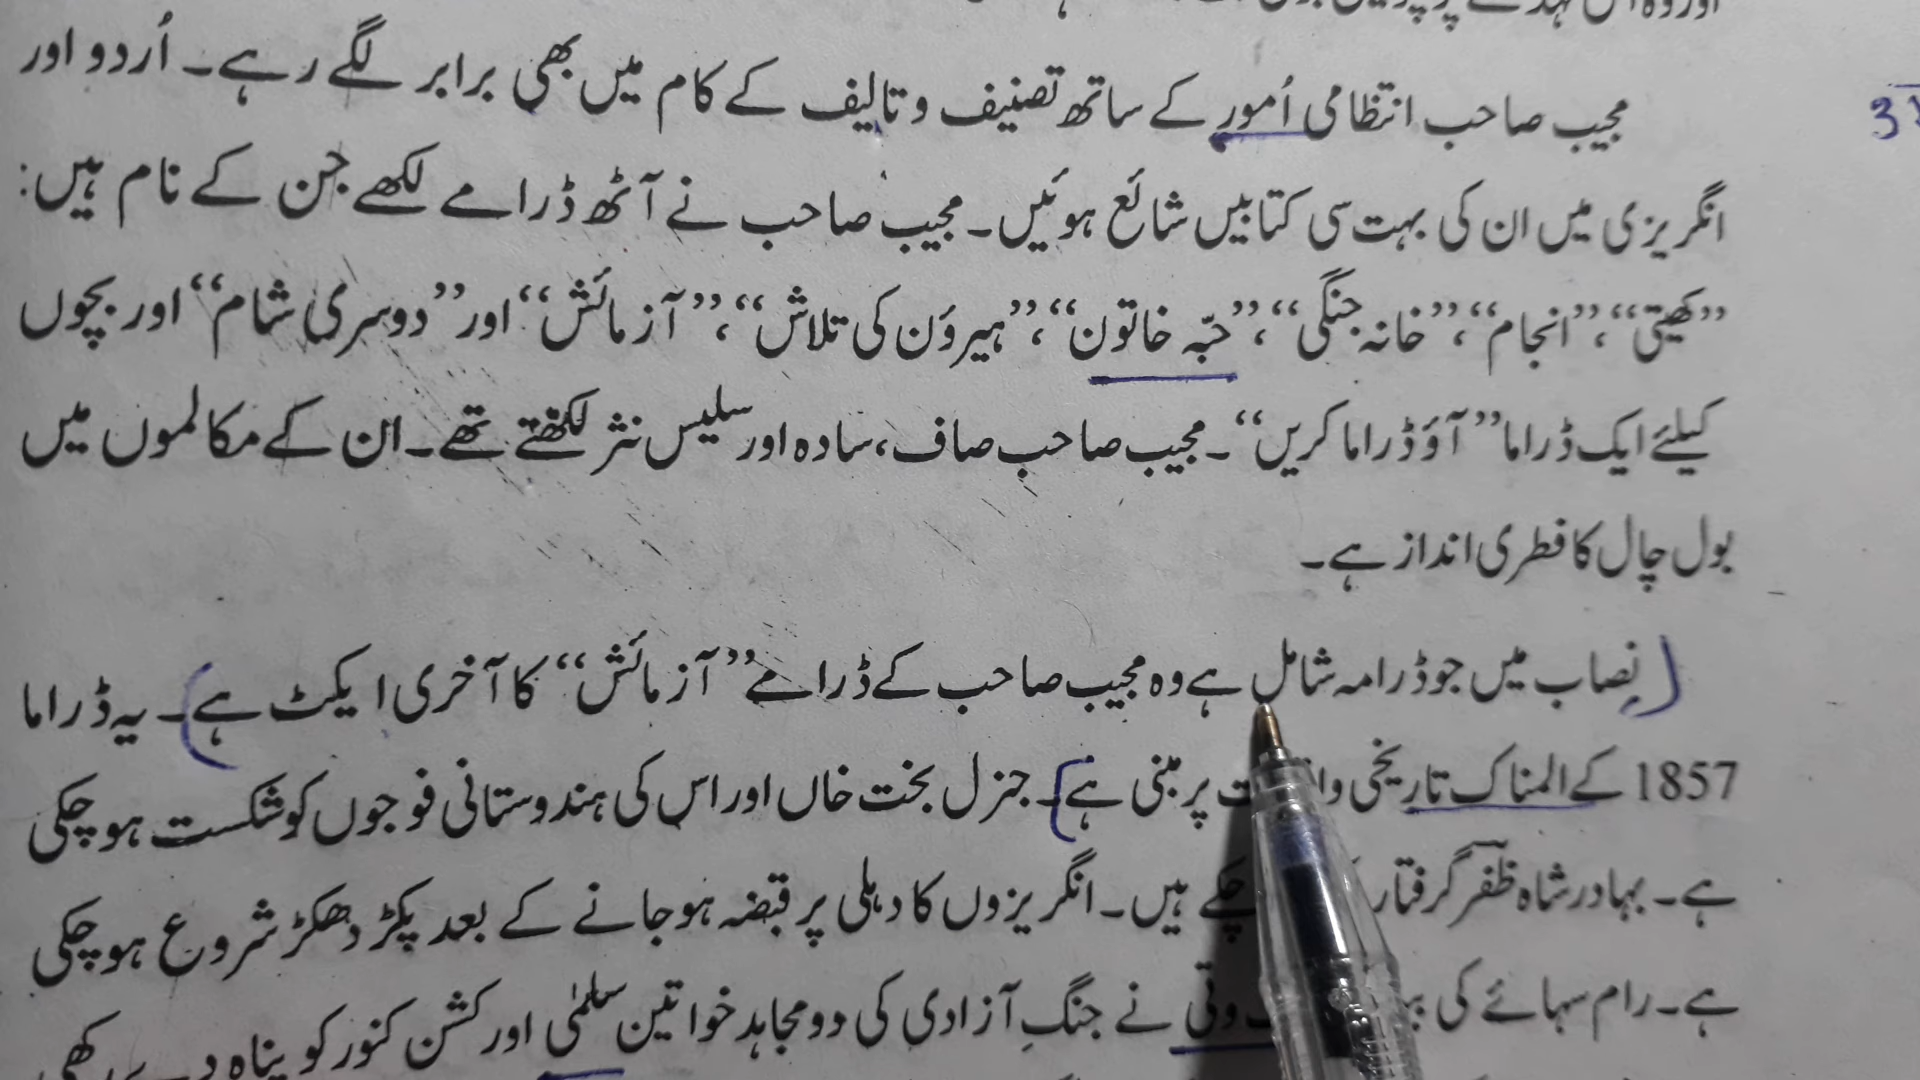 مجیب صاحب انتظامی اُمور کے ساتھ تصنیف و تالیف کے کام میں بھی برابر لگے رہے۔ اُردو اور
انگریزی میں ان کی بہت سی کتابیں شائع ہوئیں۔ مجیب صاحب نے آٹھ ڈرامے لکھے جن کے نام ہیں:
”کھیتی“، ”انجام“، ”خانہ جنگی“، ”حبّہ خاتون“، ”ہیروَن کی تلاش“، ”آزمائش“ اور ”دوسری شام“ اور بچوں
کیلئے ایک ڈراما ”آؤ ڈراما کریں“۔ مجیب صاحب صاف، سادہ اور سلیس نثر لکھتے تھے۔ ان کے مکالموں میں
بول چال کا فطری انداز ہے۔
(نِصاب میں جو ڈرامہ شامل ہے وہ مجیب صاحب کے ڈرامے ”آزمائش“ کا آخری ایکٹ ہے)۔ یہ ڈراما
1857 کے المناک تاریخی پر مبنی ہے)۔ جنرل بخت خاں اور اس کی ہندوستانی فوجوں کو شکست ہو چکی
ہے۔ بہادر شاہ ظفر گرفتار چکے ہیں۔ انگریزوں کا دہلی پر قبضہ ہو جانے کے بعد پکڑ دھکڑ شروع ہو چکی
ہے۔ رام سہائے کی نے جنگِ آزادی کی دو مجاہد خواتین سلمٰی اور کشن کنور کو پناہ